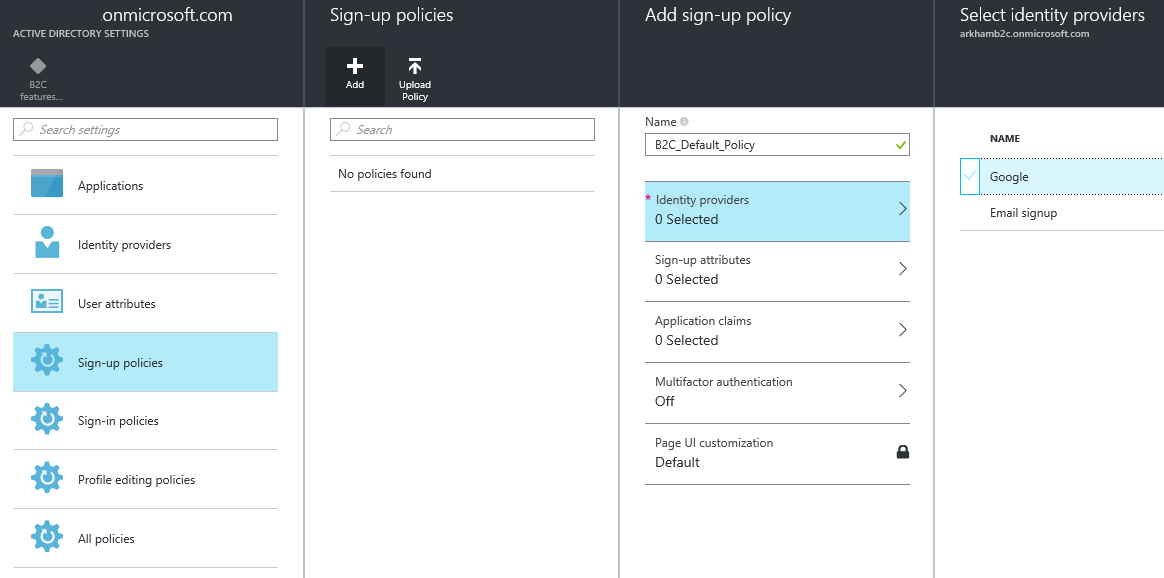 onmicrosoft.com
ACTIVE DIRECTORY SETTINGS
B2C
features...
Search settings
Applications
Identity providers
User attributes
Sign-up policies
Sign-in policies
Profile editing policies
All policies
Sign-up policies
Add
Upload
Policy
Search
No policies found
Add sign-up policy
Name
B2C_Default_Policy
* Identity providers
0 Selected
Sign-up attributes
0 Selected
Application claims
0 Selected
Multifactor authentication
Off
Page UI customization
Default
Select identity providers
arkhamb2c.onmicrosoft.com
NAME
Google
Email signup